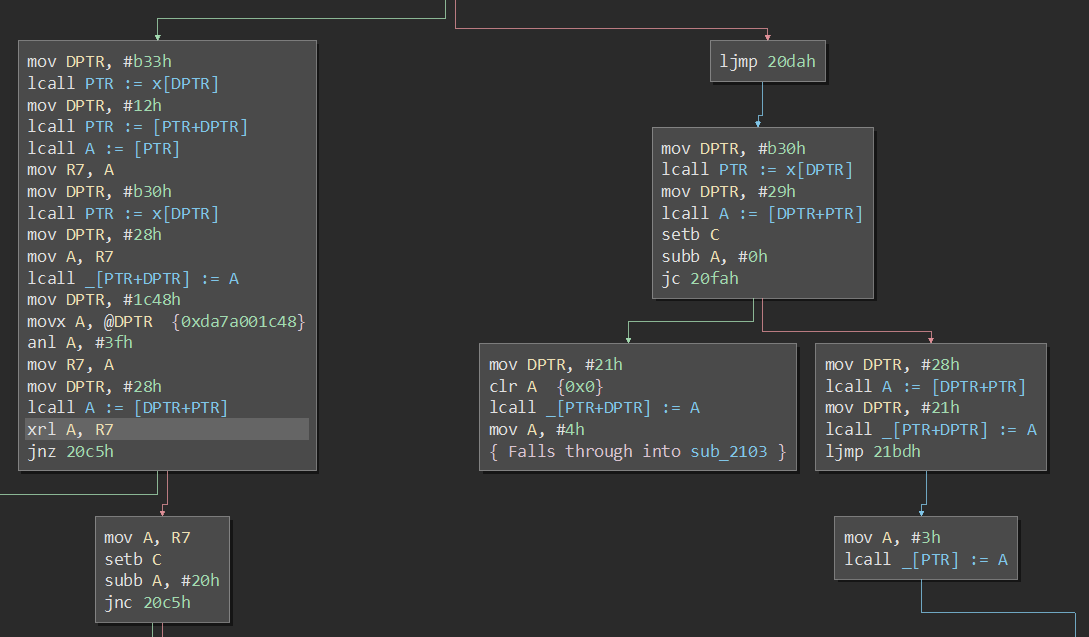 mov DPTR, #b33h
lcall PTR := x[DPTR]
mov DPTR, #12h
lcall PTR := [PTR+DPTR]
lcall A := [PTR]
mov R7, A
mov DPTR, #b30h
lcall PTR := x[DPTR]
mov DPTR, #28h
mov A, R7
lcall _[PTR+DPTR] := A
mov DPTR, #1c48h
movx A, @DPTR  {0xda7a001c48}
anl A, #3fh
mov R7, A
mov DPTR, #28h
lcall A := [DPTR+PTR]
xrl A, R7
jnz 20c5h
mov A, R7
setb C
subb A, #20h
jnc 20c5h
ljmp 20dah
mov DPTR, #b30h
lcall PTR := x[DPTR]
mov DPTR, #29h
lcall A := [DPTR+PTR]
setb C
subb A, #0h
jc 20fah
mov DPTR, #21h
clr A  {0x0}
lcall _[PTR+DPTR] := A
mov A, #4h
{ Falls through into sub_2103 }
mov DPTR, #28h
lcall A := [DPTR+PTR]
mov DPTR, #21h
lcall _[PTR+DPTR] := A
ljmp 21bdh
mov A, #3h
lcall _[PTR] := A